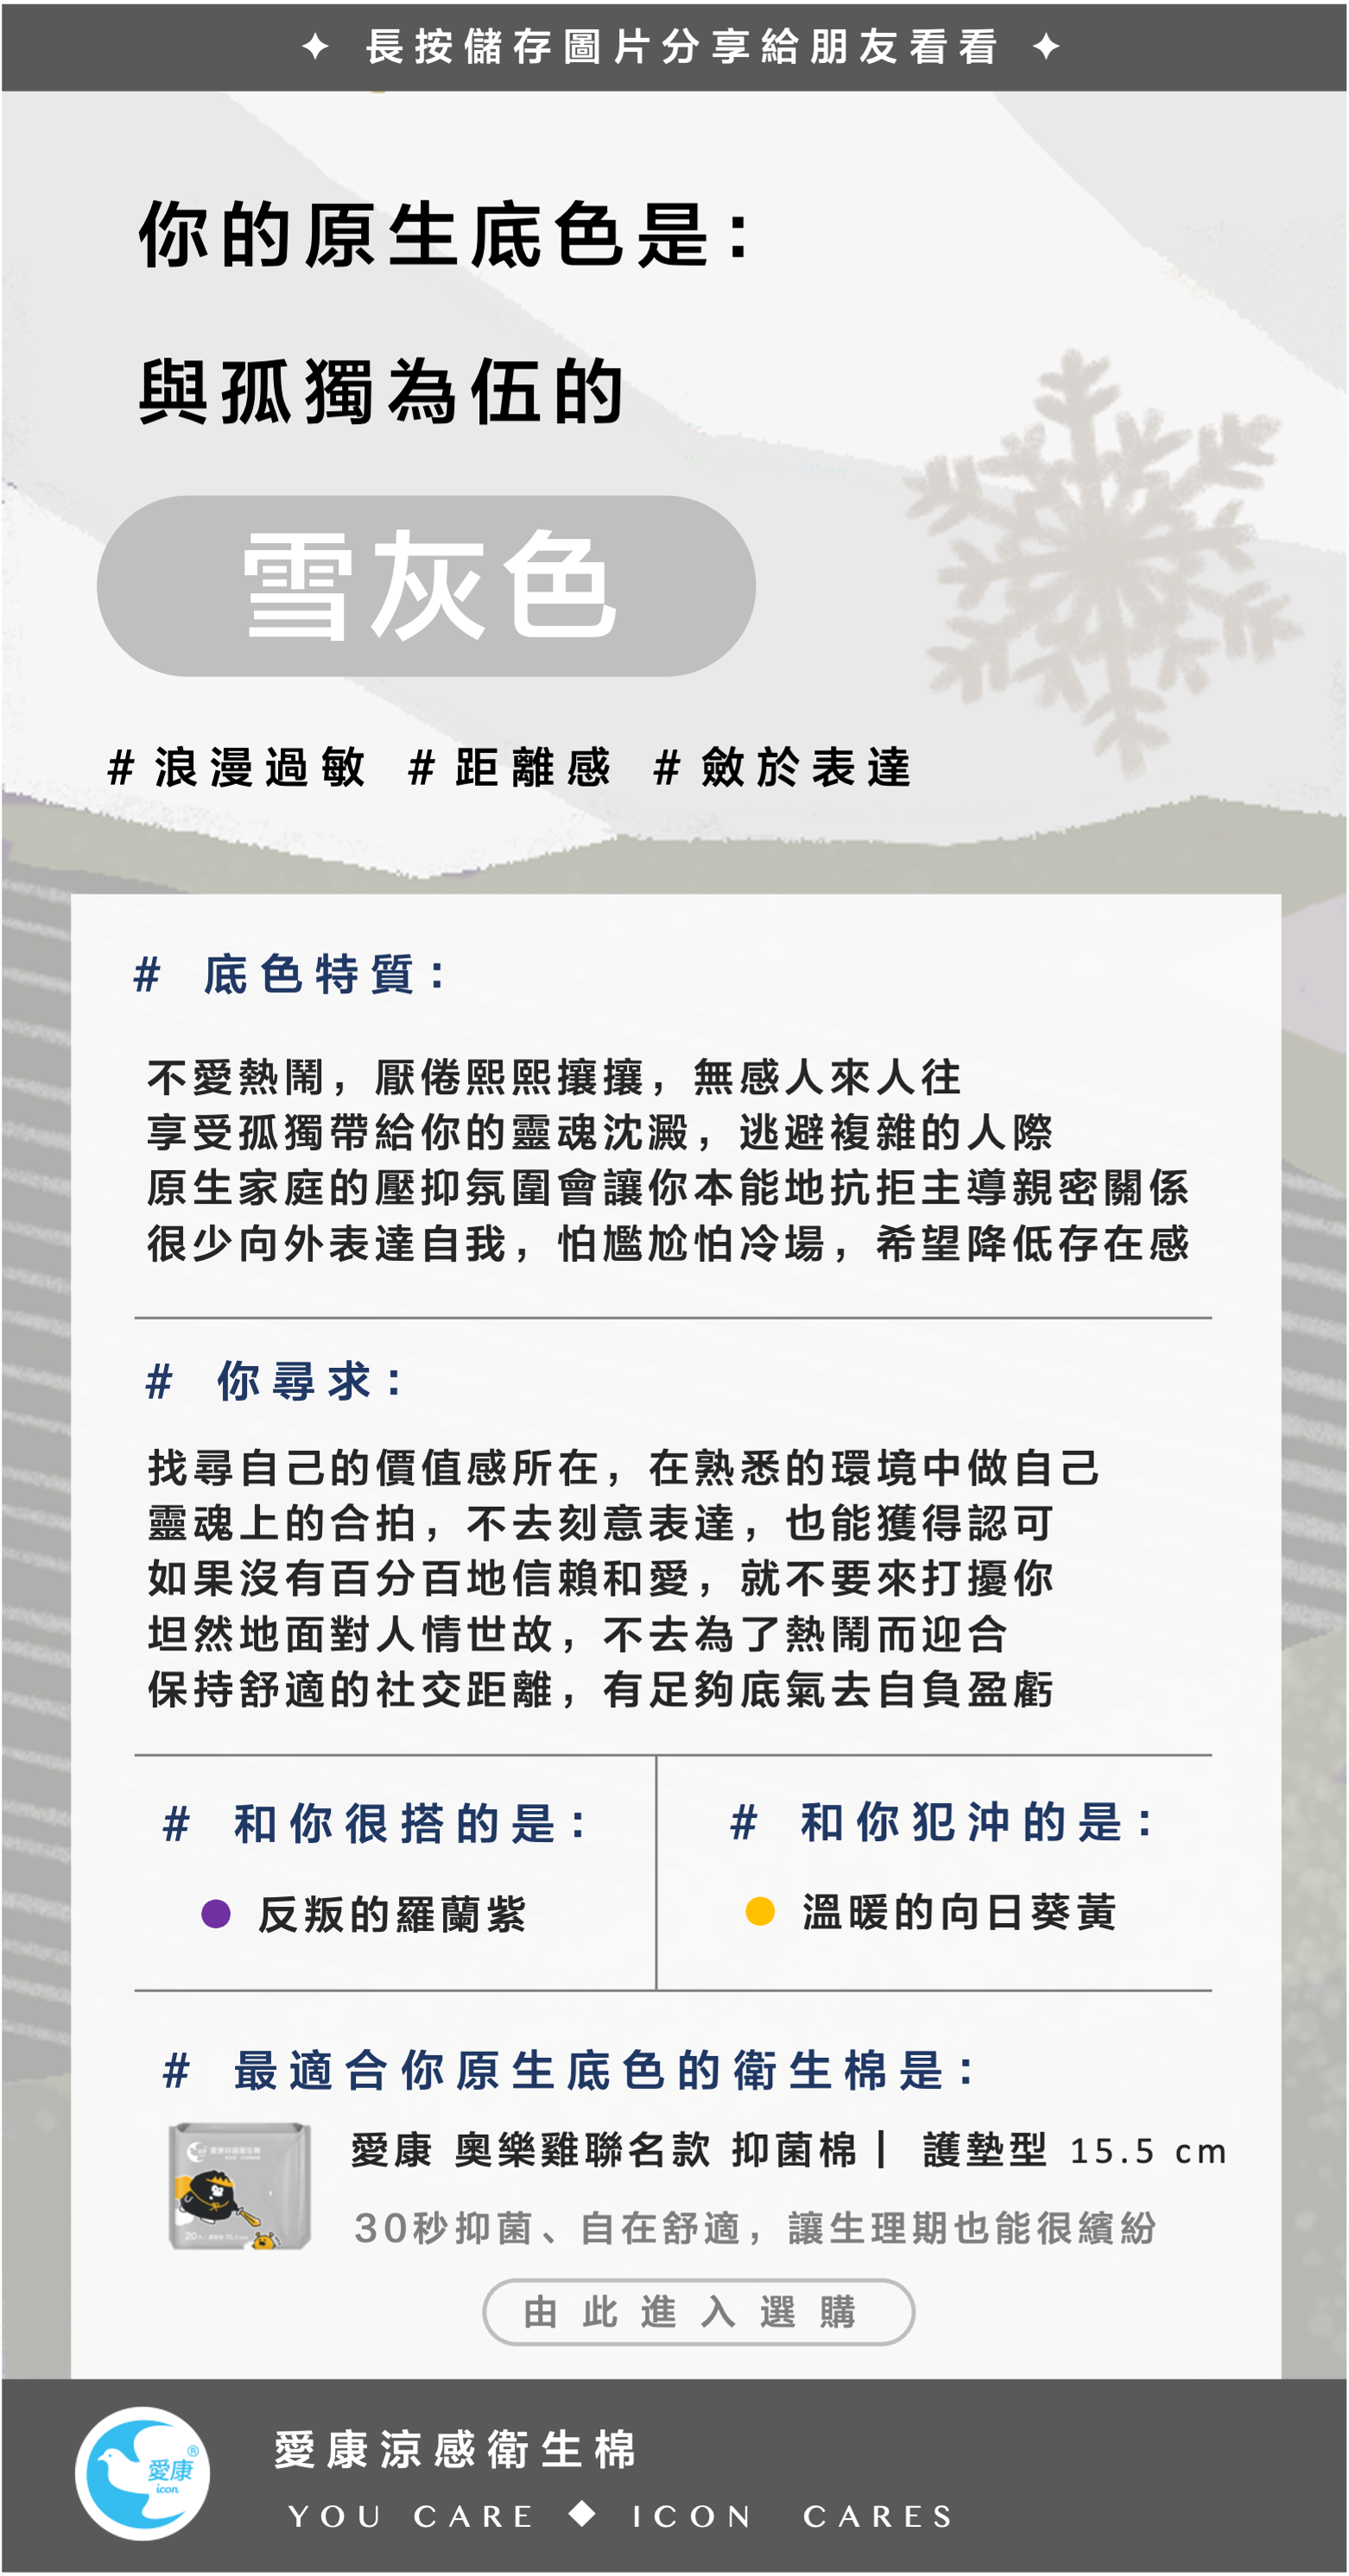 ✦ 長按儲存圖片分享給朋友看看 ✦
你的原生底色是：
與孤獨為伍的
雪灰色
#浪漫過敏 #距離感 #斂於表達
# 底色特質：
不愛熱鬧，厭倦熙熙攘攘，無感人來人往
享受孤獨帶給你的靈魂沈澱，逃避複雜的人際
原生家庭的壓抑氛圍會讓你本能地抗拒主導親密關係
很少向外表達自我，怕尷尬怕冷場，希望降低存在感
# 你尋求：
找尋自己的價值感所在，在熟悉的環境中做自己
靈魂上的合拍，不去刻意表達，也能獲得認可
如果沒有百分百地信賴和愛，就不要來打擾你
坦然地面對人情世故，不去為了熱鬧而迎合
保持舒適的社交距離，有足夠底氣去自負盈虧
# 和你很搭的是：
反叛的羅蘭紫
# 和你犯沖的是：
溫暖的向日葵黃
# 最適合你原生底色的衛生棉是：
愛康 奧樂雞聯名款 抑菌棉| 護墊型 15.5 cm
30秒抑菌、自在舒適，讓生理期也能很繽紛
由此進入選購
愛康®
icon
愛康涼感衛生棉
YOU CARE ◆ ICON CARES